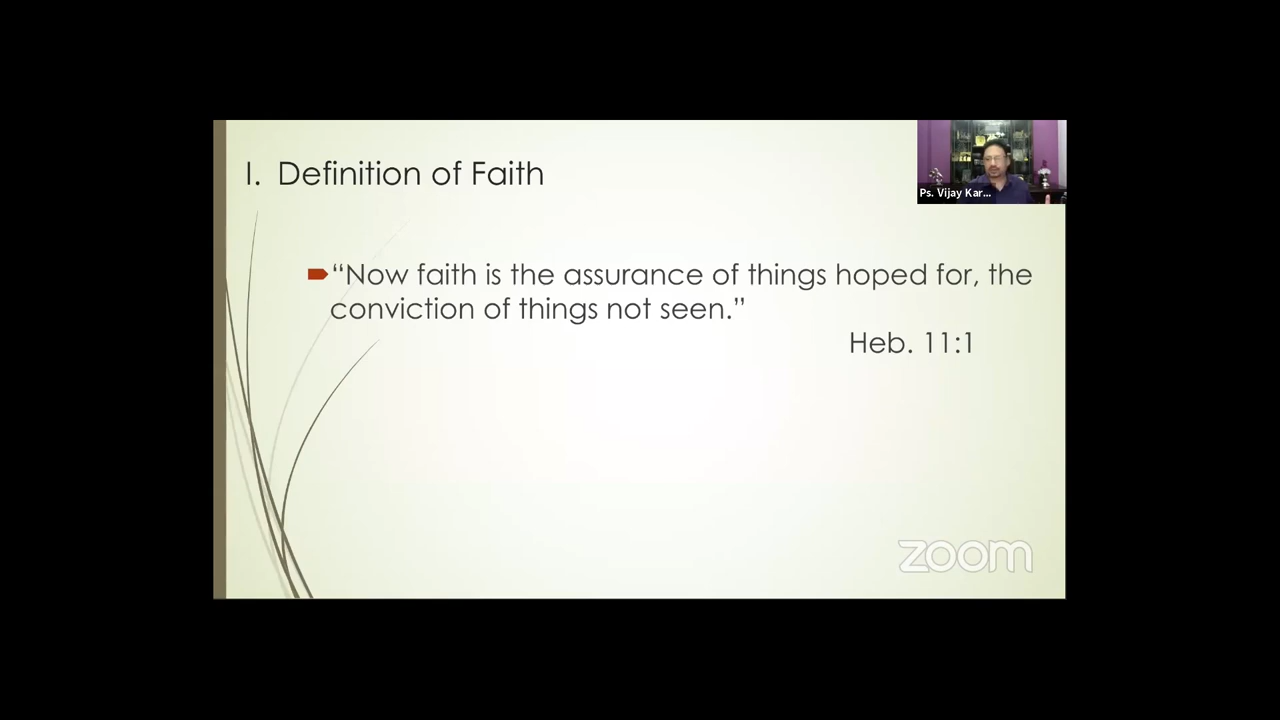 I. Definition of Faith
Ps. Vijay Kar...
“Now faith is the assurance of things hoped for, the
conviction of things not seen.”
Heb. 11:1
zoom